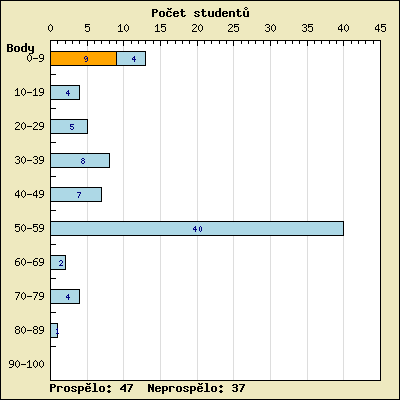 Počet studentů
0 5 10 15 20 25 30 35 40 45
Body
0-9 9 4
10-19 4
20-29 5
30-39 8
40-49 7
50-59 40
60-69 2
70-79 4
80-89 1
90-100
Prospělo: 47 Neprospělo: 37